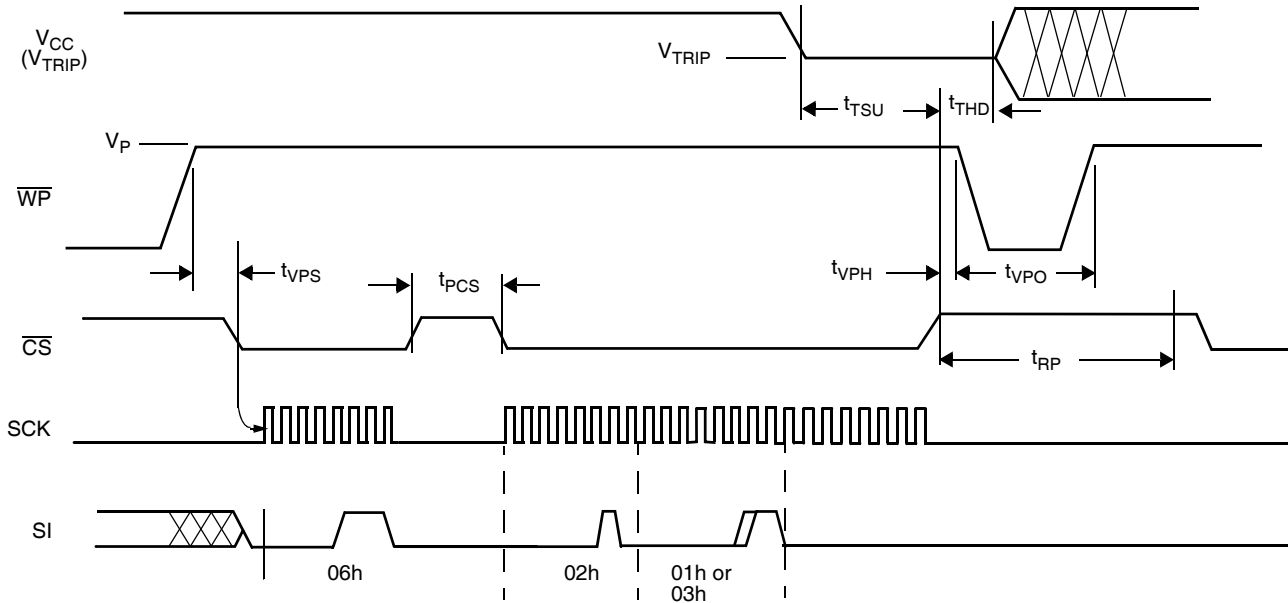 VCC
(VTRIP)
VTRIP
tTSU
tTHD
VP
WP
tVPS
tPCS
tVPH
tVPO
CS
tRP
SCK
SI
06h
02h
01h or
03h